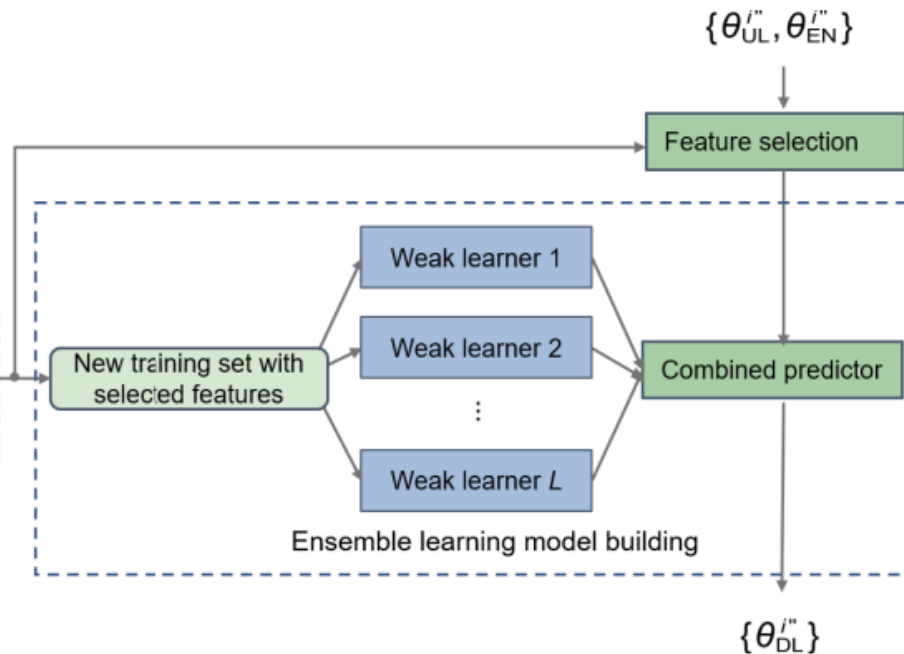 {θ_UL^i'', θ_EN^i''}
Feature selection
Weak learner 1
New training set with
selected features
Weak learner 2
Combined predictor
⋮
Weak learner L
Ensemble learning model building
{θ_DL^i''}